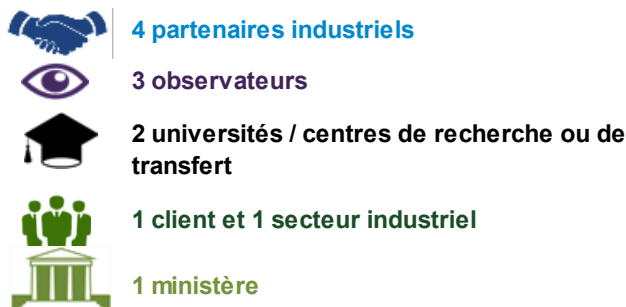 4 partenaires industriels
3 observateurs
2 universités / centres de recherche ou de
transfert
1 client et 1 secteur industriel
1 ministère